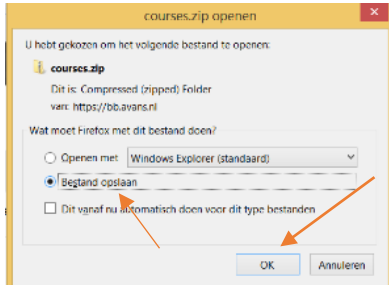 courses.zip openen
U hebt gekozen om het volgende bestand te openen:
courses.zip
Dit is: Compressed (zipped) Folder
van: https://bb.avans.nl
Wat moet Firefox met dit bestand doen?
Openen met Windows Explorer (standaard)
Bestand opslaan
Dit vanaf nu automatisch doen voor dit type bestanden
OK Annuleren